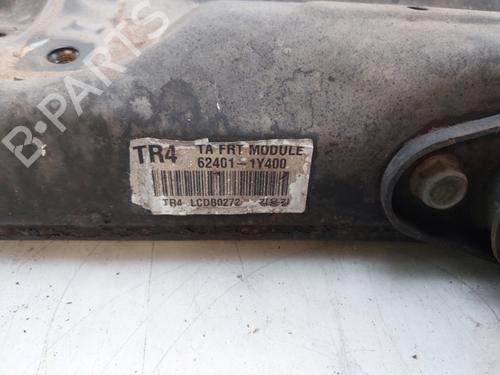 TR4 TA FRT MODULE
62401-1Y400
TR4 LCDB0272
B-PARTS